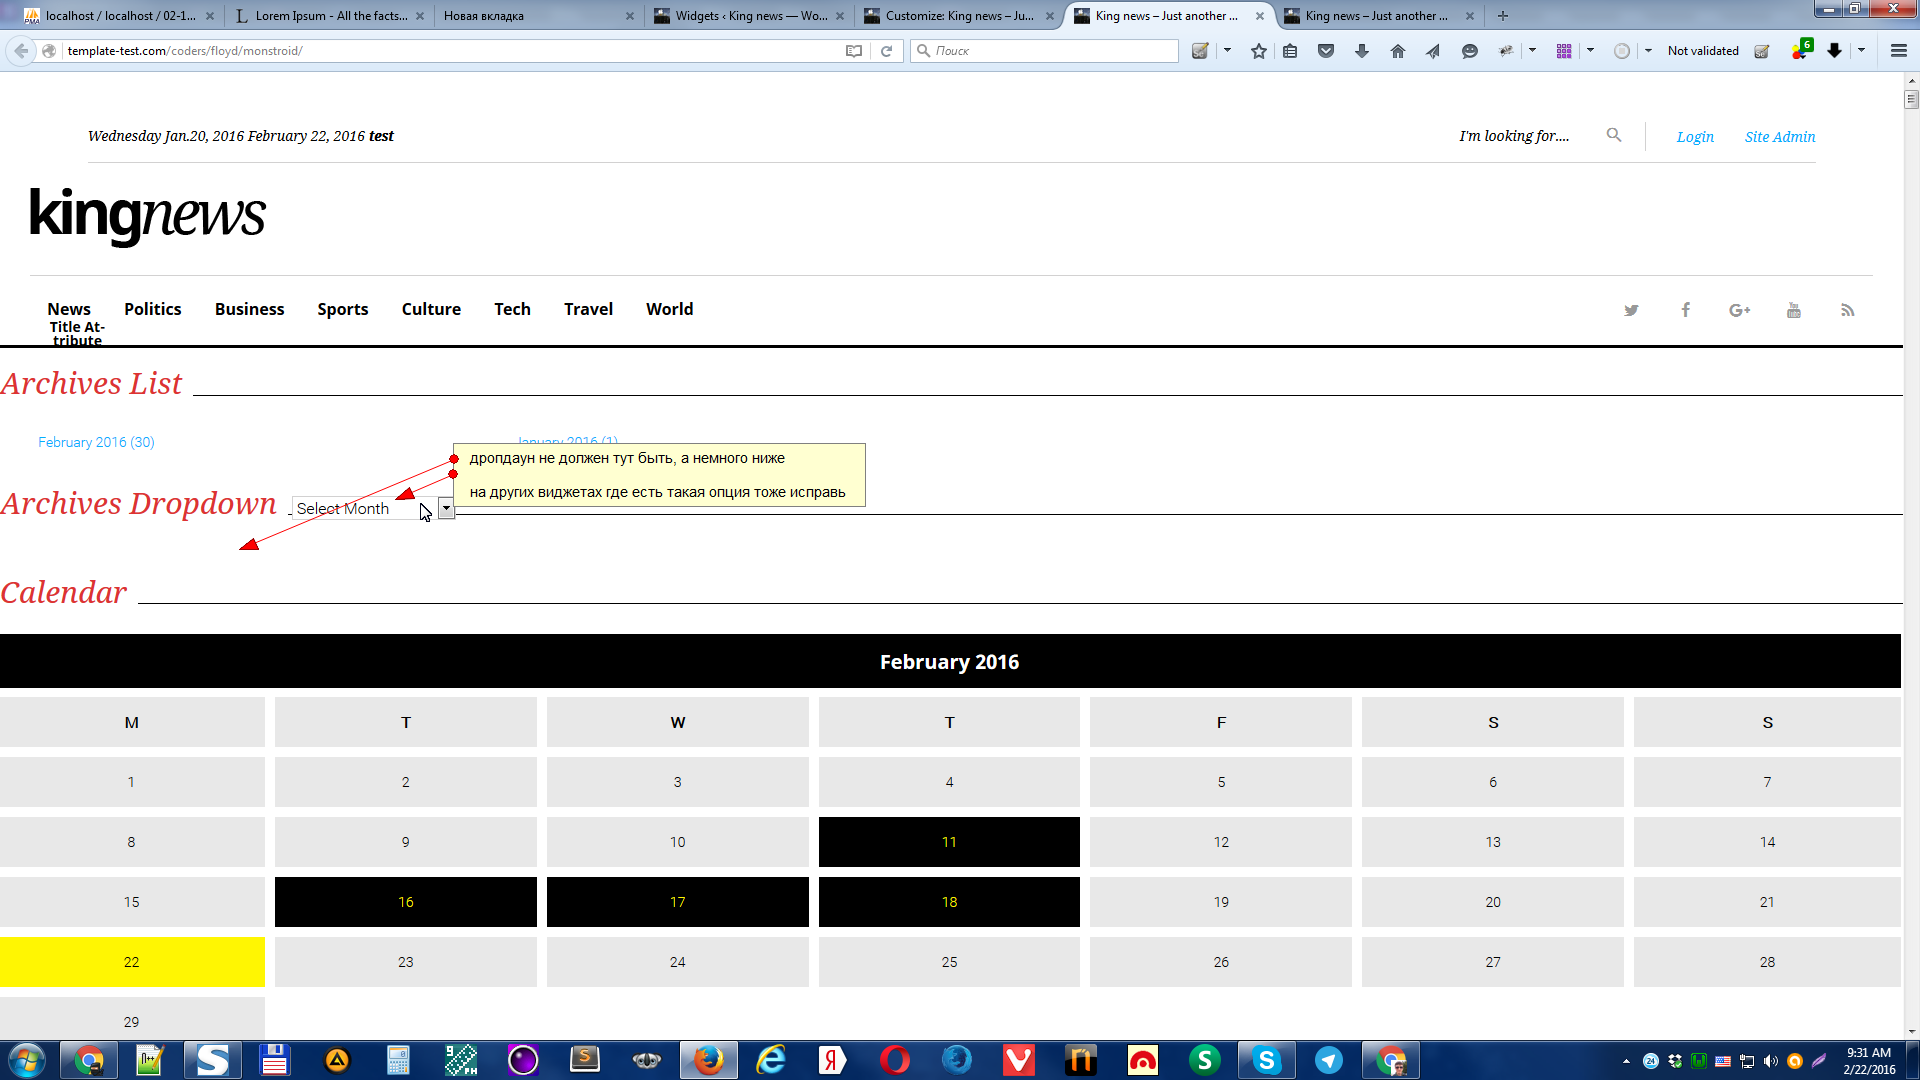 localhost / localhost / 02-1...
Lorem Ipsum - All the facts...
Новая вкладка
Widgets ‹ King news — Wo...
Customize: King news – Ju...
King news – Just another ...
King news – Just another ...
template-test.com/coders/floyd/monstroid/
Поиск
Not validated
6
Wednesday Jan.20, 2016 February 22, 2016 test
I'm looking for....
Login
Site Admin
kingnews
News
Politics
Business
Sports
Culture
Tech
Travel
World
Title At-
tribute
Archives List
February 2016 (30)
January 2016 (1)
дропдаун не должен тут быть, а немного ниже
на других виджетах где есть такая опция тоже исправь
Archives Dropdown
Select Month
Calendar
February 2016
M T W T F S S
1 2 3 4 5 6 7
8 9 10 11 12 13 14
15 16 17 18 19 20 21
22 23 24 25 26 27 28
29
9:31 AM
2/22/2016